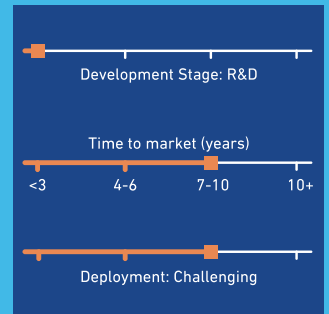 Development Stage: R&D
Time to market (years)
<3 4-6 7-10 10+
Deployment: Challenging